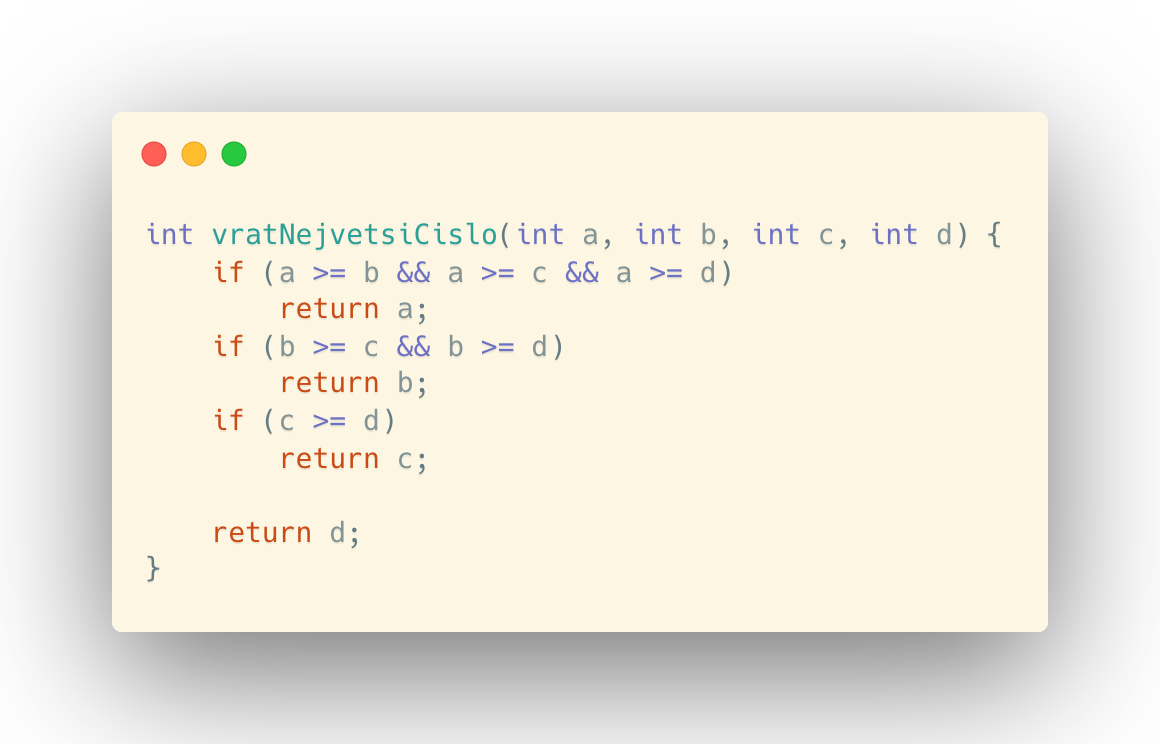 int vratNejvetsiCislo(int a, int b, int c, int d) {
    if (a >= b && a >= c && a >= d)
        return a;
    if (b >= c && b >= d)
        return b;
    if (c >= d)
        return c;

    return d;
}